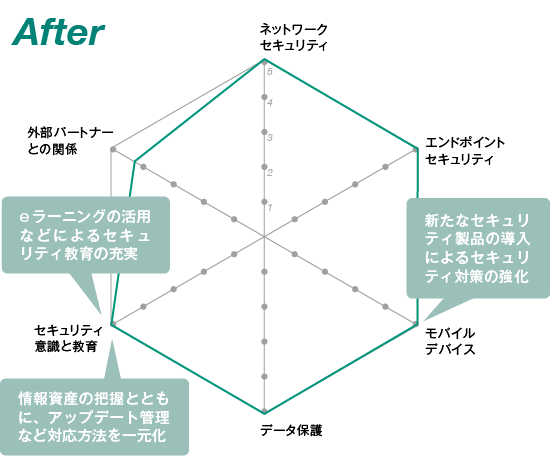 After
ネットワーク
セキュリティ
5
4
3
2
1
外部パートナー
との関係
エンドポイント
セキュリティ
eラーニングの活用
などによるセキュ
リティ教育の充実
新たなセキュリ
ティ製品の導入
によるセキュリ
ティ対策の強化
セキュリティ
意識と教育
モバイル
デバイス
情報資産の把握ととも
に、アップデート管理
など対応方法を一元化
データ保護